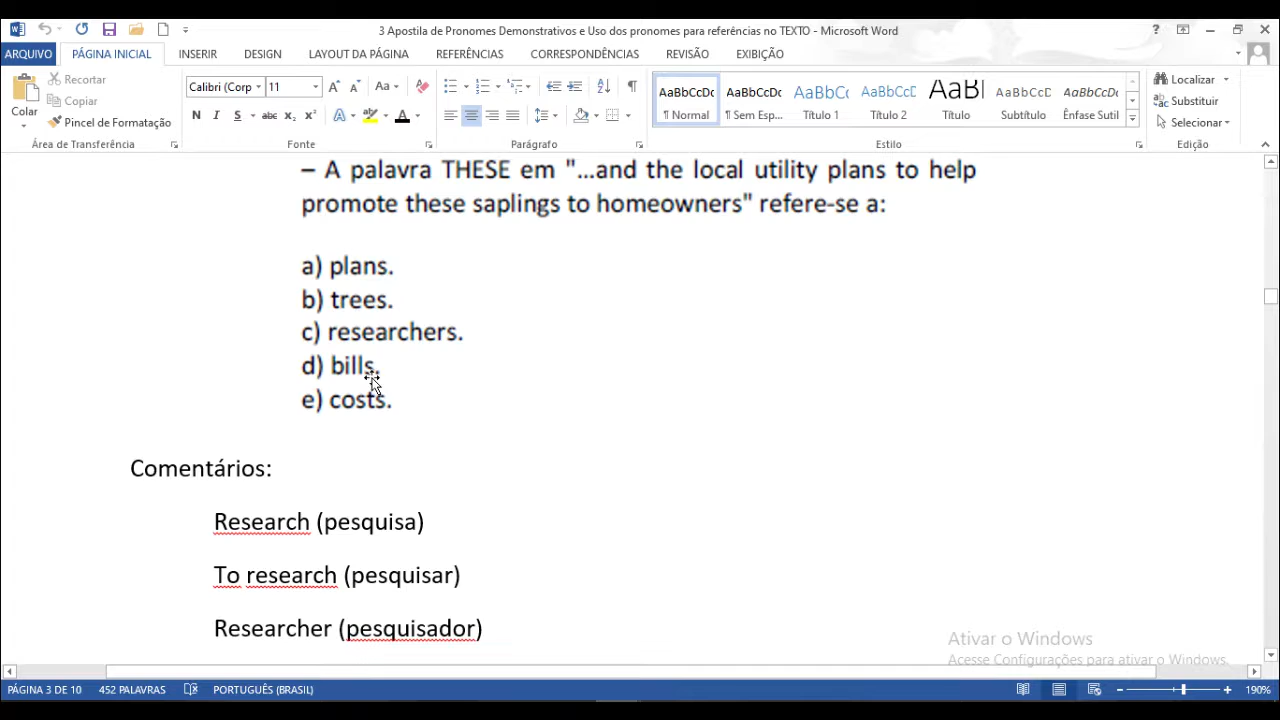 3 Apostila de Pronomes Demonstrativos e Uso dos pronomes para referências no TEXTO - Microsoft Word
ARQUIVO PÁGINA INICIAL INSERIR DESIGN LAYOUT DA PÁGINA REFERÊNCIAS CORRESPONDÊNCIAS REVISÃO EXIBIÇÃO
Colar
Recortar
Copiar
Pincel de Formatação
Área de Transferência
Calibri (Corp 11
N I S abc x₂ x²
Fonte
Parágrafo
AaBbCcDc AaBbCcDc AaBbCc AaBbCcD AaBl AaBbCcD AaBbCcDc
¶ Normal ¶ Sem Esp... Título 1 Título 2 Título Subtítulo Ênfase Sutil
Estilo
Localizar
Substituir
Selecionar
Edição
– A palavra THESE em "...and the local utility plans to help
promote these saplings to homeowners" refere-se a:
a) plans.
b) trees.
c) researchers.
d) bills.
e) costs.
Comentários:
Research (pesquisa)
To research (pesquisar)
Researcher (pesquisador)
Ativar o Windows
Acesse Configurações para ativar o Windows.
PÁGINA 3 DE 10 452 PALAVRAS PORTUGUÊS (BRASIL) 190%